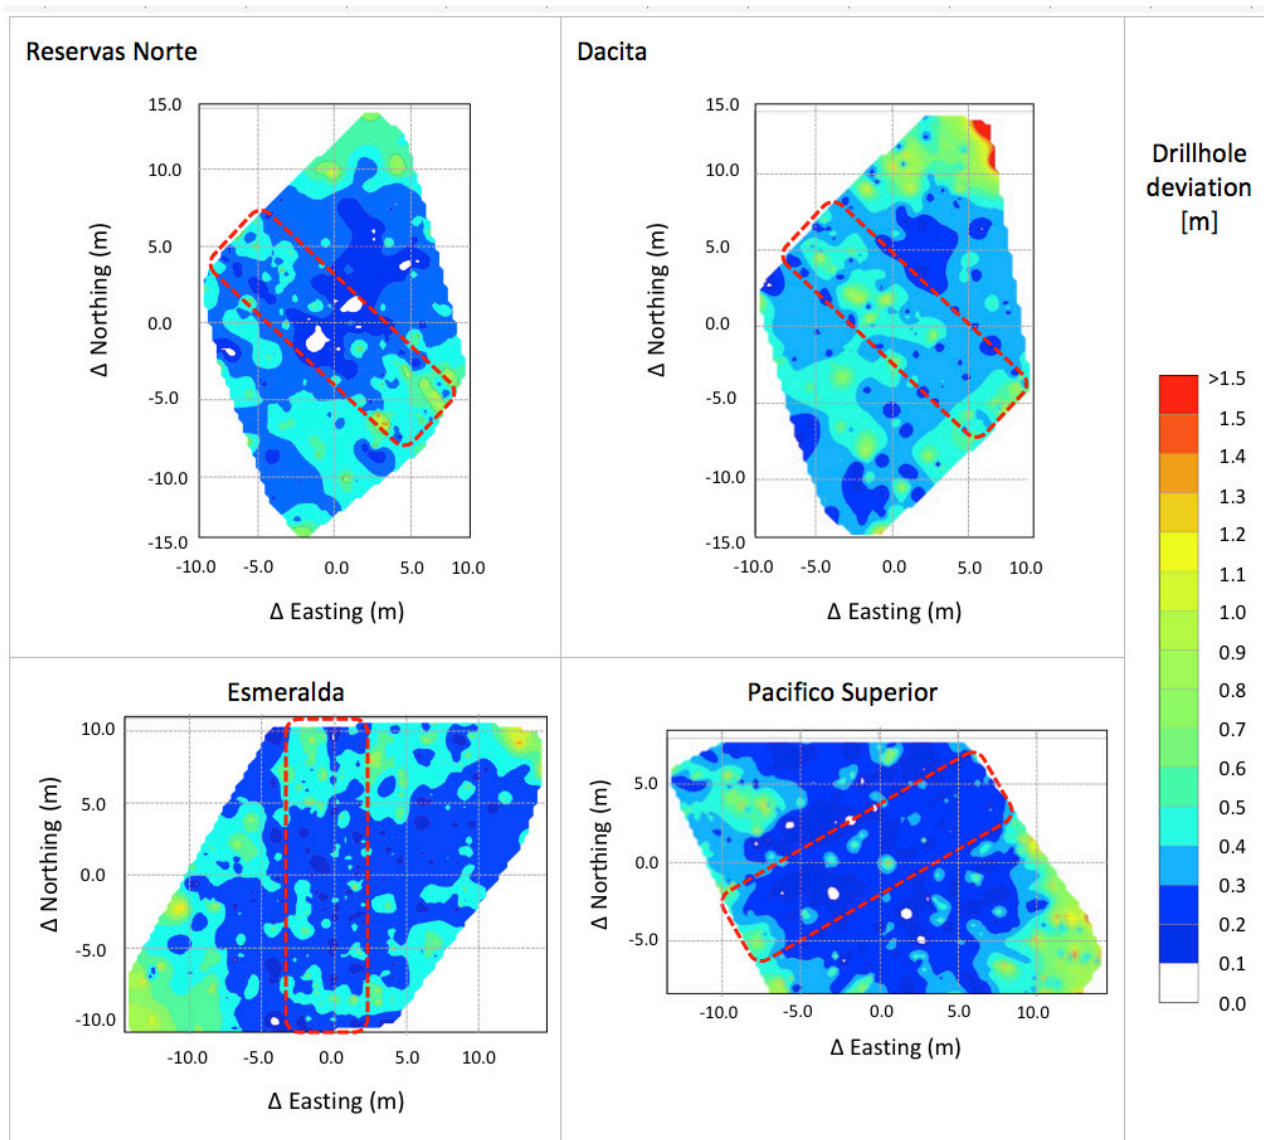 Reservas Norte
Δ Northing (m)
15.0
10.0
5.0
0.0
-5.0
-10.0
-15.0
-10.0 -5.0 0.0 5.0 10.0
Δ Easting (m)
Dacita
Δ Northing (m)
15.0
10.0
5.0
0.0
-5.0
-10.0
-15.0
-10.0 -5.0 0.0 5.0 10.0
Δ Easting (m)
Drillhole
deviation
[m]
>1.5
1.5
1.4
1.3
1.2
1.1
1.0
0.9
0.8
0.7
0.6
0.5
0.4
0.3
0.2
0.1
0.0
Esmeralda
Δ Northing (m)
10.0
5.0
0.0
-5.0
-10.0
-10.0 -5.0 0.0 5.0 10.0
Δ Easting (m)
Pacifico Superior
Δ Northing (m)
5.0
0.0
-5.0
-10.0 -5.0 0.0 5.0 10.0
Δ Easting (m)